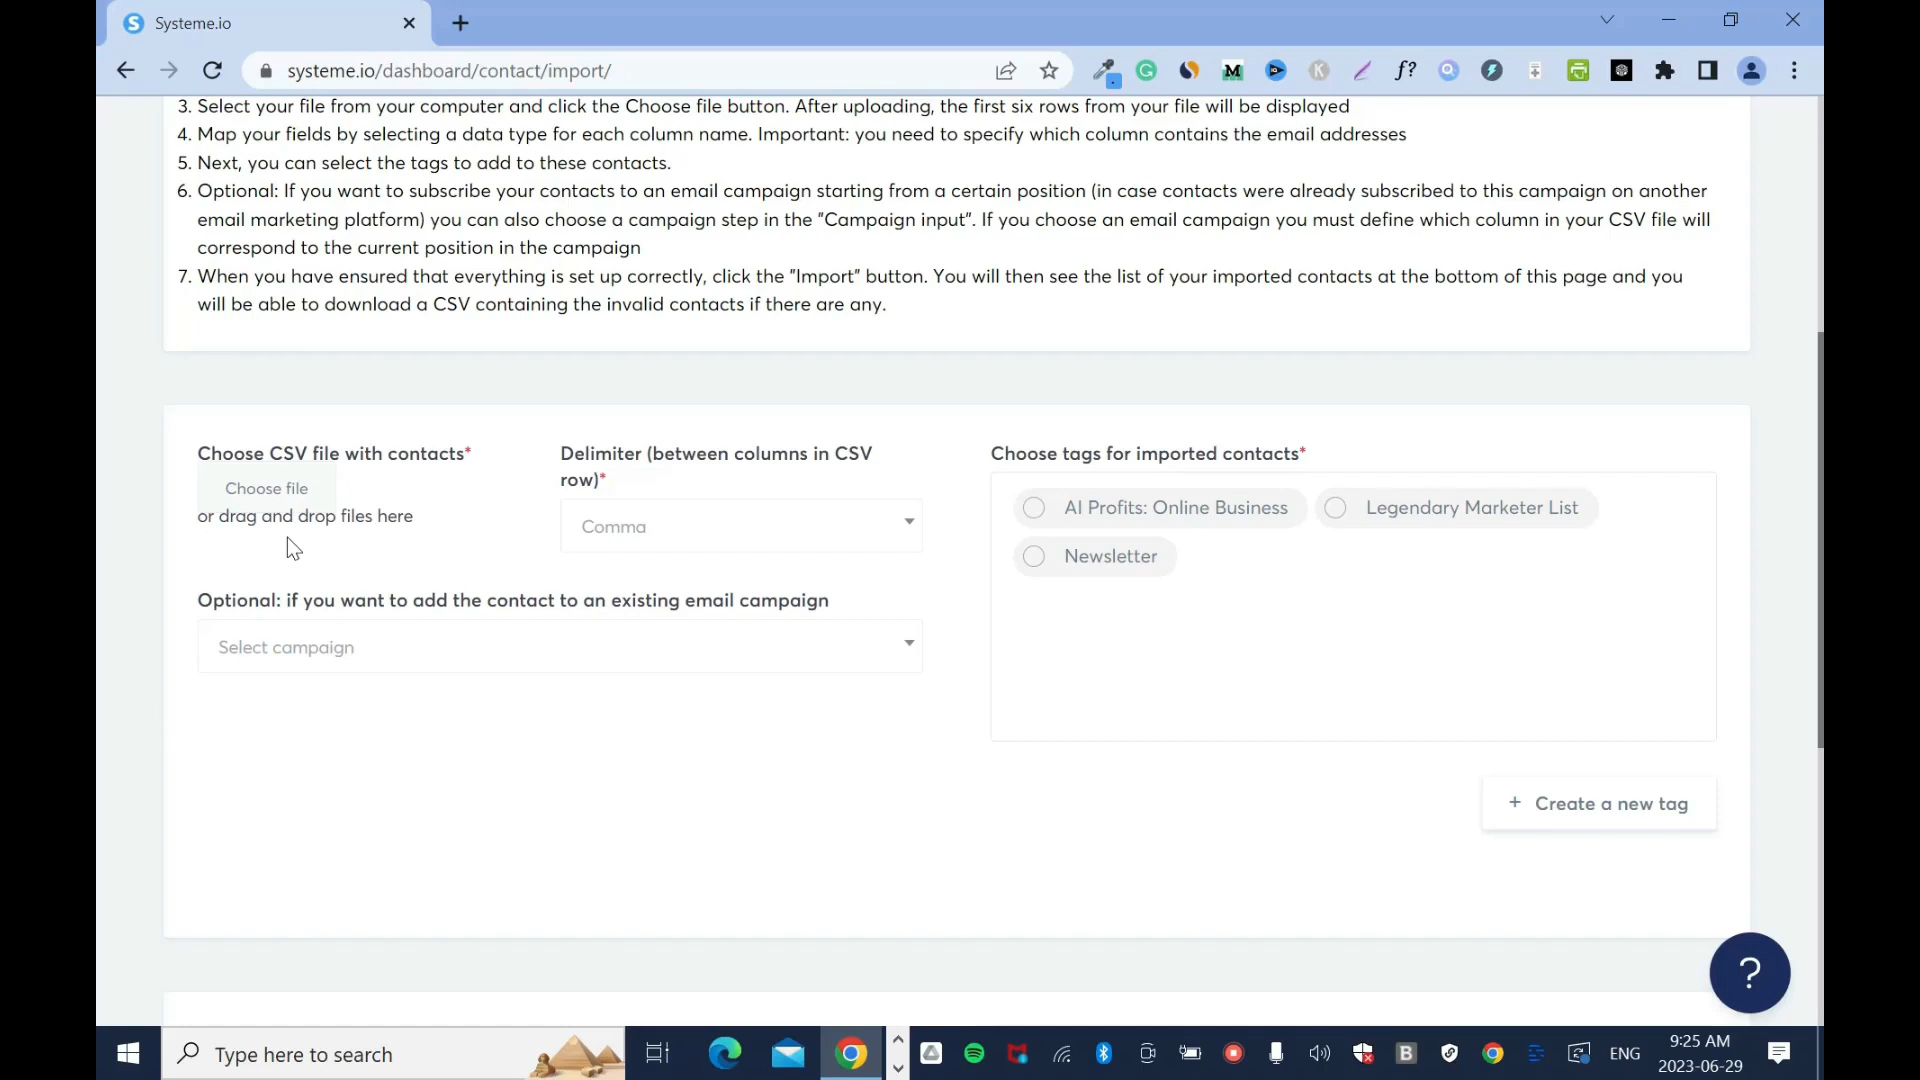 Systeme.io
systeme.io/dashboard/contact/import/
3. Select your file from your computer and click the Choose file button. After uploading, the first six rows from your file will be displayed
4. Map your fields by selecting a data type for each column name. Important: you need to specify which column contains the email addresses
5. Next, you can select the tags to add to these contacts.
6. Optional: If you want to subscribe your contacts to an email campaign starting from a certain position (in case contacts were already subscribed to this campaign on another
email marketing platform) you can also choose a campaign step in the "Campaign input". If you choose an email campaign you must define which column in your CSV file will
correspond to the current position in the campaign
7. When you have ensured that everything is set up correctly, click the "Import" button. You will then see the list of your imported contacts at the bottom of this page and you
will be able to download a CSV containing the invalid contacts if there are any.
Choose CSV file with contacts*
Choose file
or drag and drop files here
Delimiter (between columns in CSV
row)*
Comma
Optional: if you want to add the contact to an existing email campaign
Select campaign
Choose tags for imported contacts*
AI Profits: Online Business
Legendary Marketer List
Newsletter
+ Create a new tag
?
Type here to search
ENG
9:25 AM
2023-06-29